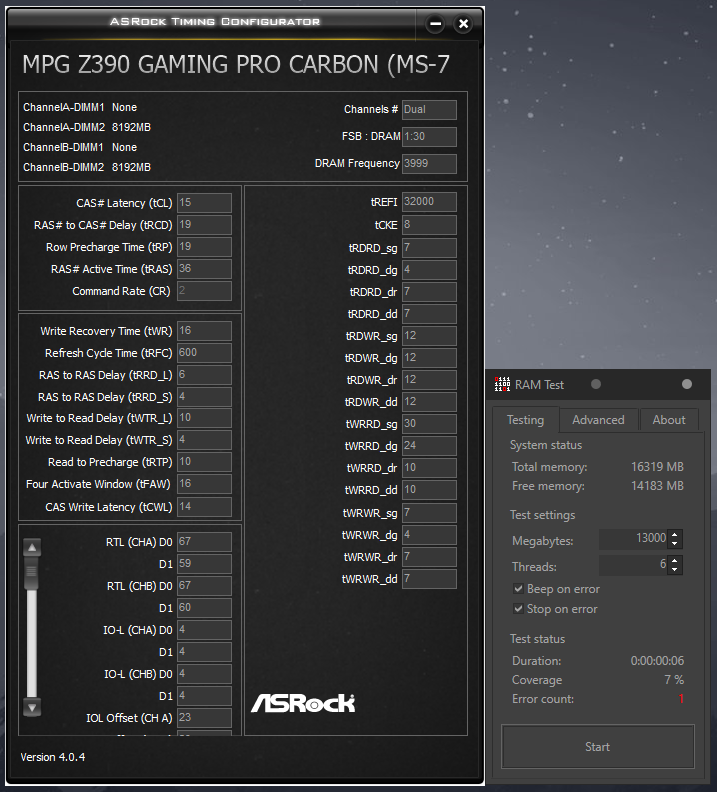 ASRock Timing Configurator
MPG Z390 GAMING PRO CARBON (MS-7
ChannelA-DIMM1 None
ChannelA-DIMM2 8192MB
ChannelB-DIMM1 None
ChannelB-DIMM2 8192MB
Channels # Dual
FSB : DRAM 1:30
DRAM Frequency 3999
CAS# Latency (tCL) 15
RAS# to CAS# Delay (tRCD) 19
Row Precharge Time (tRP) 19
RAS# Active Time (tRAS) 36
Command Rate (CR) 2
Write Recovery Time (tWR) 16
Refresh Cycle Time (tRFC) 600
RAS to RAS Delay (tRRD_L) 6
RAS to RAS Delay (tRRD_S) 4
Write to Read Delay (tWTR_L) 10
Write to Read Delay (tWTR_S) 4
Read to Precharge (tRTP) 10
Four Activate Window (tFAW) 16
CAS Write Latency (tCWL) 14
RTL (CHA) D0 67
D1 59
RTL (CHB) D0 67
D1 60
IO-L (CHA) D0 4
D1 4
IO-L (CHB) D0 4
D1 4
IOL Offset (CH A) 23
tREFI 32000
tCKE 8
tRDRD_sg 7
tRDRD_dg 4
tRDRD_dr 7
tRDRD_dd 7
tRDWR_sg 12
tRDWR_dg 12
tRDWR_dr 12
tRDWR_dd 12
tWRRD_sg 30
tWRRD_dg 24
tWRRD_dr 10
tWRRD_dd 10
tWRWR_sg 7
tWRWR_dg 4
tWRWR_dr 7
tWRWR_dd 7
ASRock
Version 4.0.4
RAM Test
Testing Advanced About
System status
Total memory: 16319 MB
Free memory: 14183 MB
Test settings
Megabytes: 13000
Threads: 6
Beep on error
Stop on error
Test status
Duration: 0:00:00:06
Coverage 7 %
Error count: 1
Start